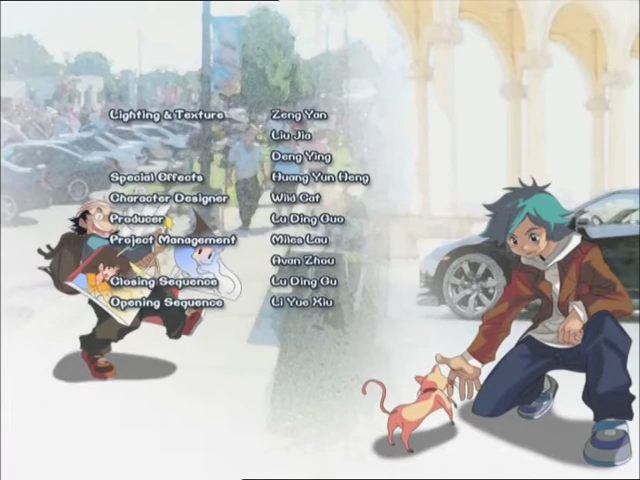 Lighting & Texture Zeng Yan
Liu Jia
Deng Ying
Special Effects Huang Yun Heng
Character Designer Wild Cat
Producer Lu Ding Guo
Project Management Miles Lau
Avan Zhou
Closing Sequence Lu Ding Gu
Opening Sequence Li Yue Xiu